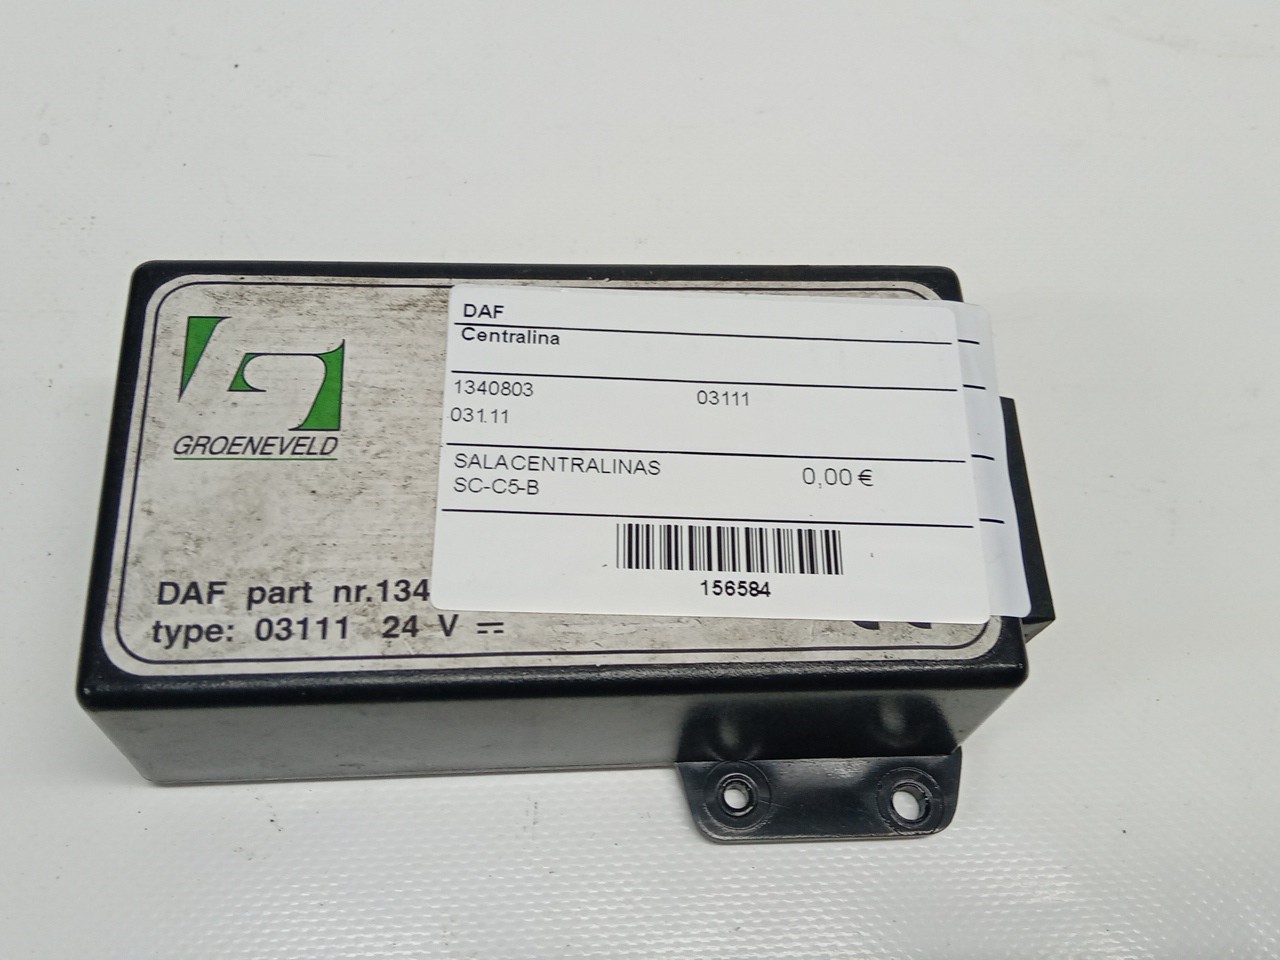 GROENEVELD
DAF part nr.134
type: 03111 24 V
DAF
Centralina
1340803 03111
031.11
SALACENTRALINAS 0,00 €
SC-C5-B
156584